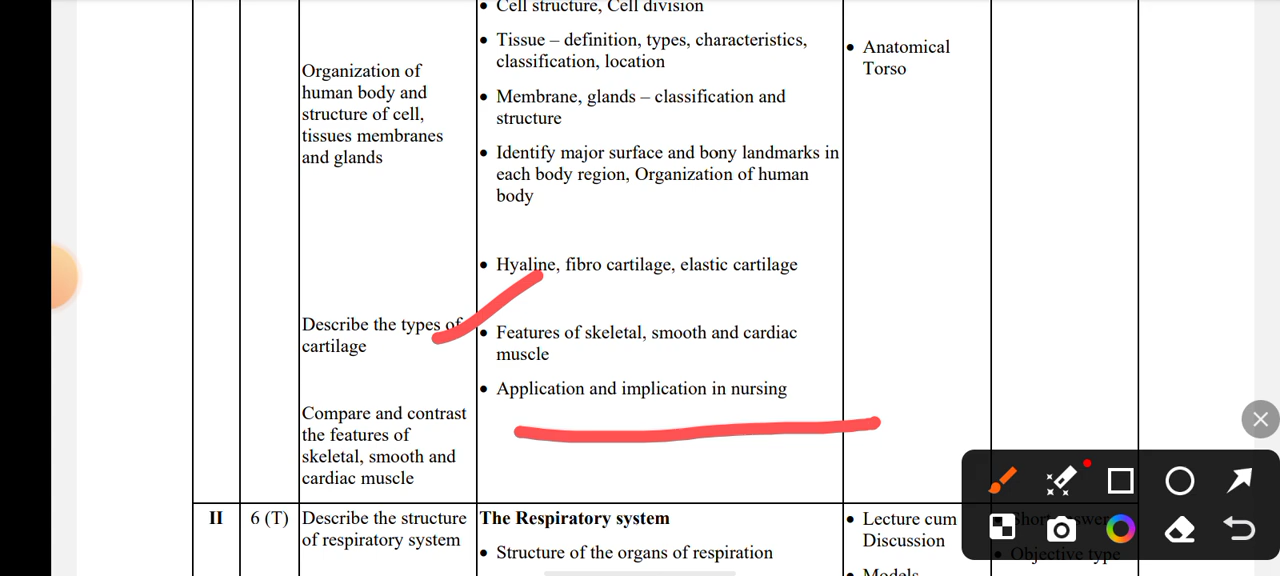 • Cell structure, Cell division
• Tissue – definition, types, characteristics,
classification, location
• Anatomical
Torso
Organization of
human body and
structure of cell,
tissues membranes
and glands
• Membrane, glands – classification and
structure
• Identify major surface and bony landmarks in
each body region, Organization of human
body
• Hyaline, fibro cartilage, elastic cartilage
Describe the types of
cartilage
• Features of skeletal, smooth and cardiac
muscle
• Application and implication in nursing
Compare and contrast
the features of
skeletal, smooth and
cardiac muscle
II
6 (T)
Describe the structure
of respiratory system
The Respiratory system
• Structure of the organs of respiration
• Lecture cum
Discussion
• Models
• Short answer
• Objective type